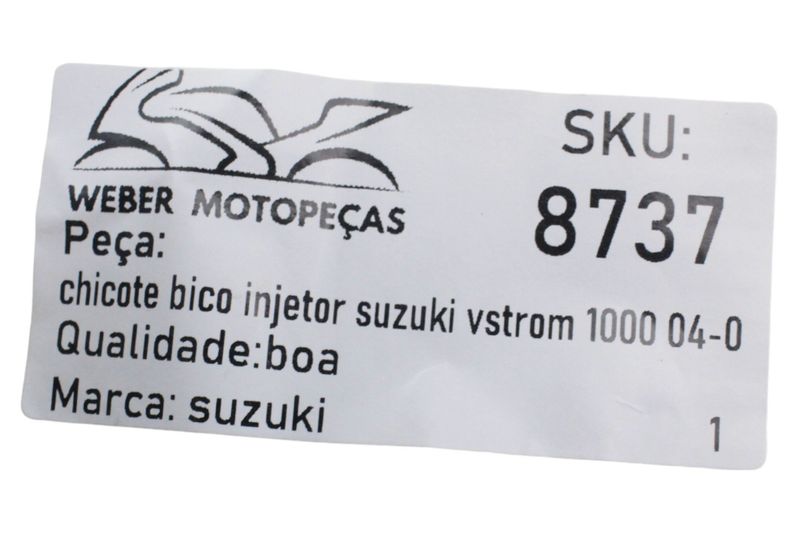 WEBER MOTOPEÇAS
SKU:
8737
Peça:
chicote bico injetor suzuki vstrom 1000 04-0
Qualidade:boa
Marca: suzuki
1